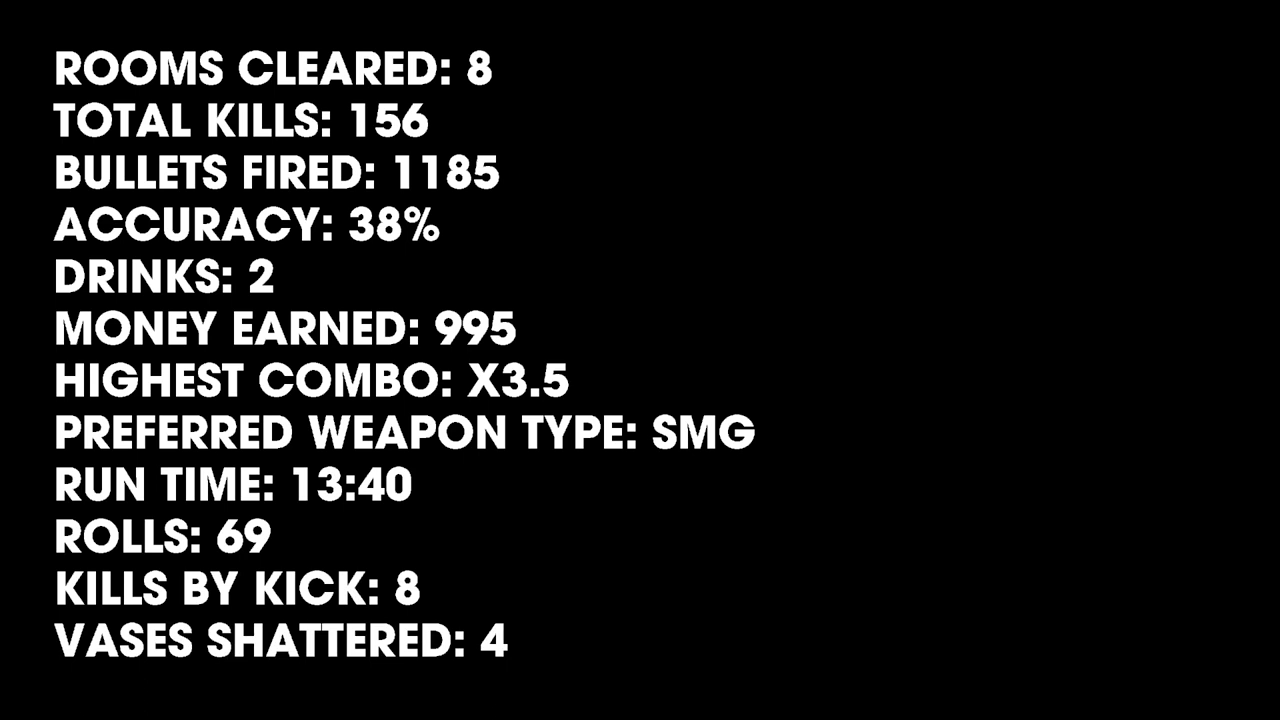 ROOMS CLEARED: 8
TOTAL KILLS: 156
BULLETS FIRED: 1185
ACCURACY: 38%
DRINKS: 2
MONEY EARNED: 995
HIGHEST COMBO: X3.5
PREFERRED WEAPON TYPE: SMG
RUN TIME: 13:40
ROLLS: 69
KILLS BY KICK: 8
VASES SHATTERED: 4